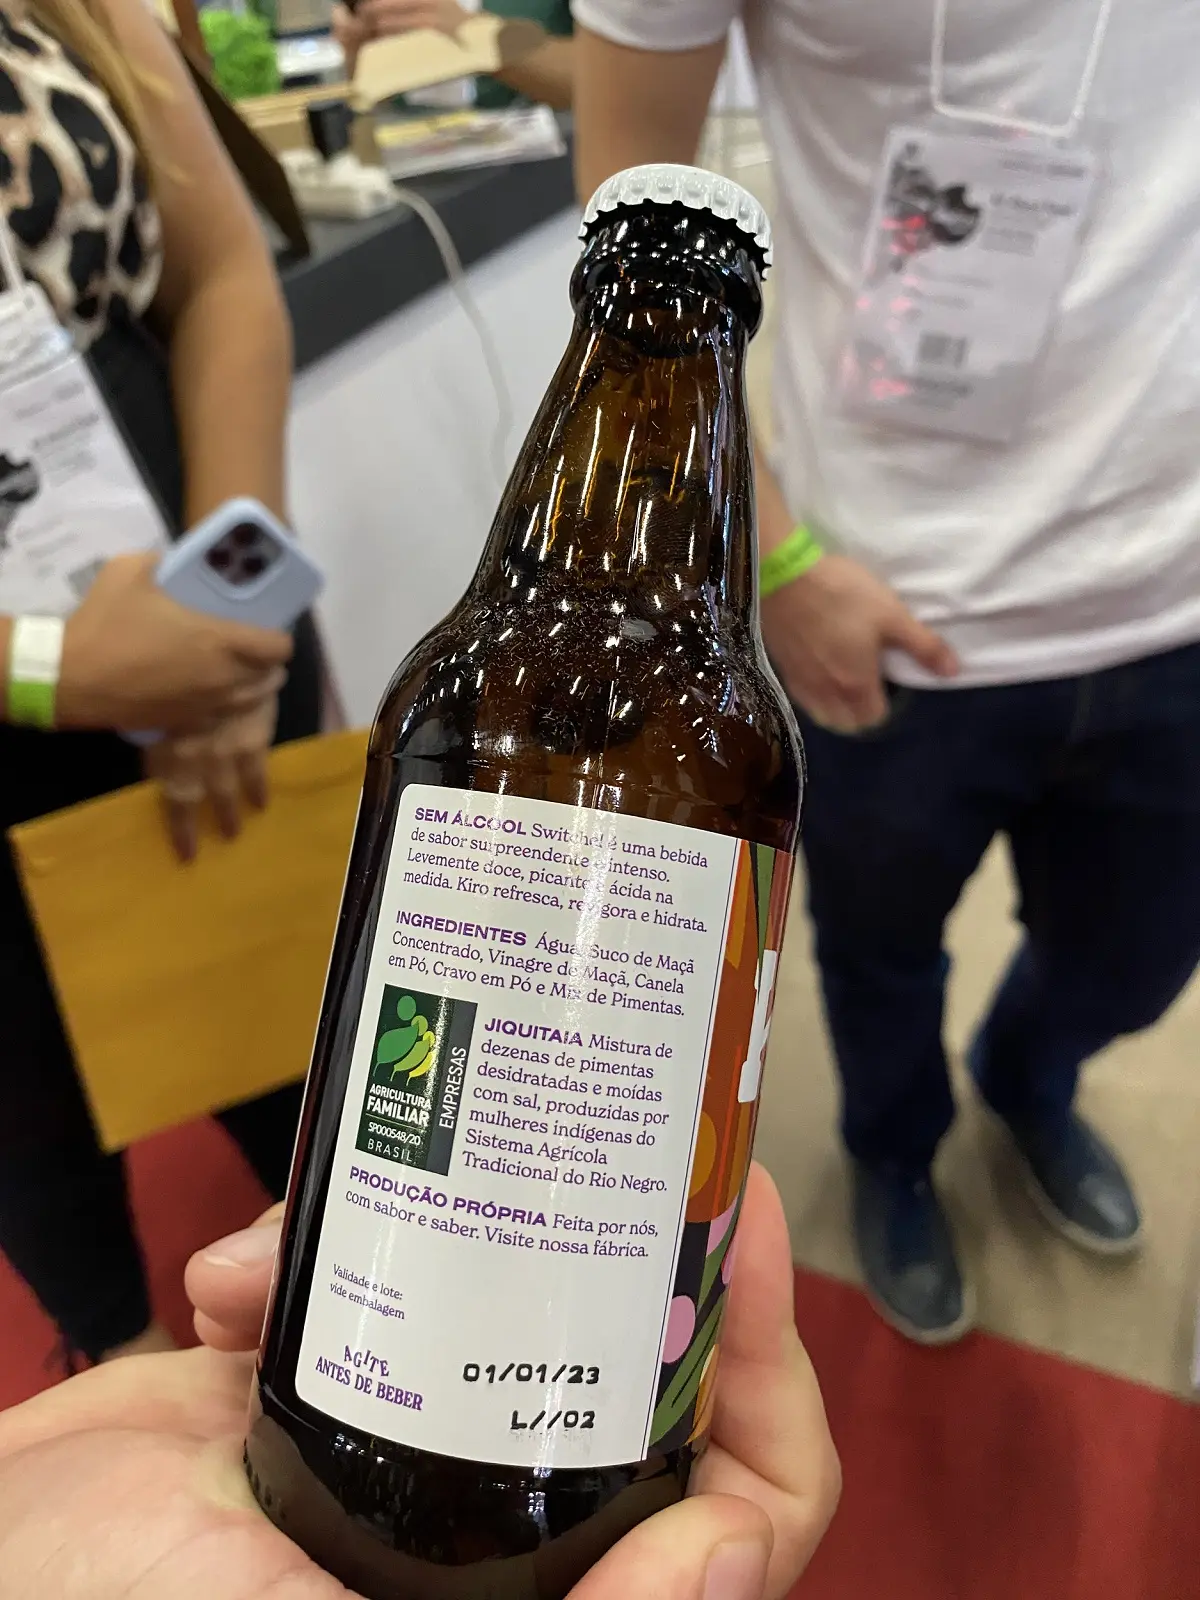 SEM ÁLCOOL Switchel é uma bebida
de sabor surpreendente e intenso.
Levemente doce, picante e ácida na
medida. Kiro refresca, revigora e hidrata.
INGREDIENTES Água, Suco de Maçã
Concentrado, Vinagre de Maçã, Canela
em Pó, Cravo em Pó e Mix de Pimentas.
AGRICULTURA
FAMILIAR
SP000548/20
BRASIL
EMPRESAS
JIQUITAIA Mistura de
dezenas de pimentas
desidratadas e moídas
com sal, produzidas por
mulheres indígenas do
Sistema Agrícola
Tradicional do Rio Negro.
PRODUÇÃO PRÓPRIA Feita por nós,
com sabor e saber. Visite nossa fábrica.
Validade e lote:
vide embalagem
AGITE
ANTES DE BEBER
01/01/23
L//02